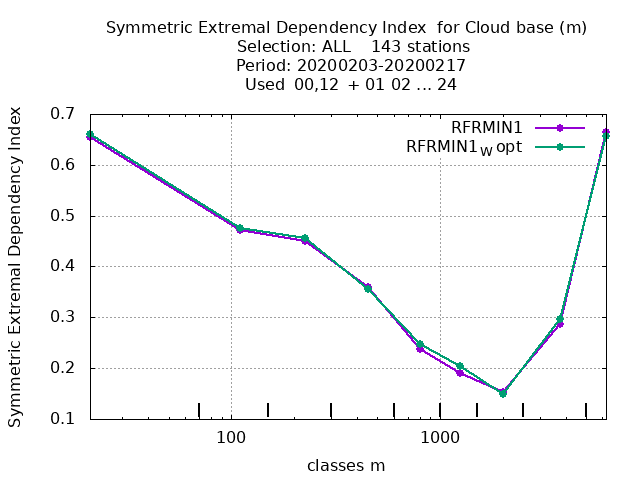 Symmetric Extremal Dependency Index for Cloud base (m)
Selection: ALL 143 stations
Period: 20200203-20200217
Used 00,12 + 01 02 ... 24
Symmetric Extremal Dependency Index
0.7
0.6
0.5
0.4
0.3
0.2
0.1
RFRMIN1
RFRMIN1W opt
100
1000
classes m